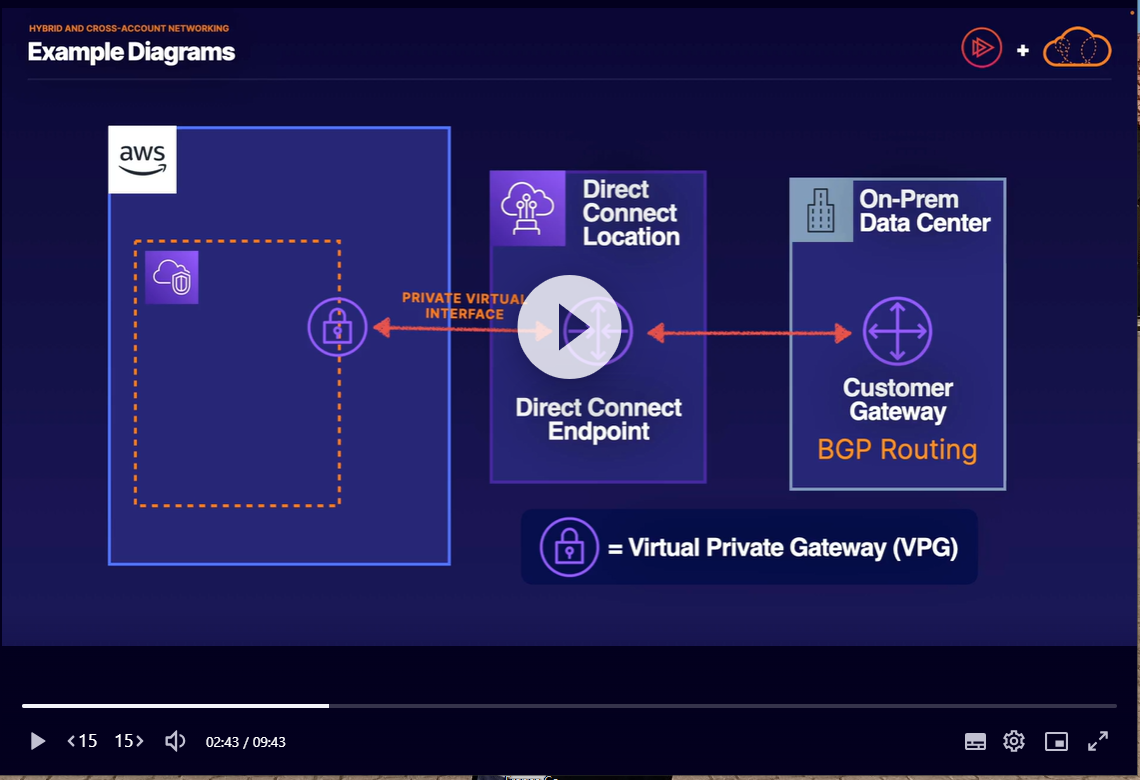 HYBRID AND CROSS-ACCOUNT NETWORKING
Example Diagrams
+
aws
Direct
Connect
Location
On-Prem
Data Center
PRIVATE VIRTUAL
INTERFACE
Direct Connect
Endpoint
Customer
Gateway
BGP Routing
= Virtual Private Gateway (VPG)
<15 15>
02:43 / 09:43